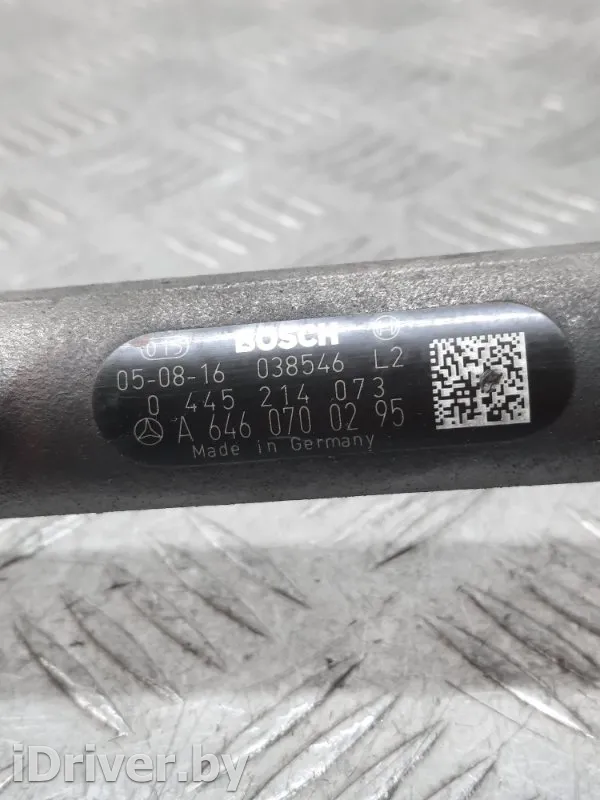 015 BOSCH
05-08-16 038546 L2
0 445 214 073
A 646 070 02 95
Made in Germany
iDriver.by